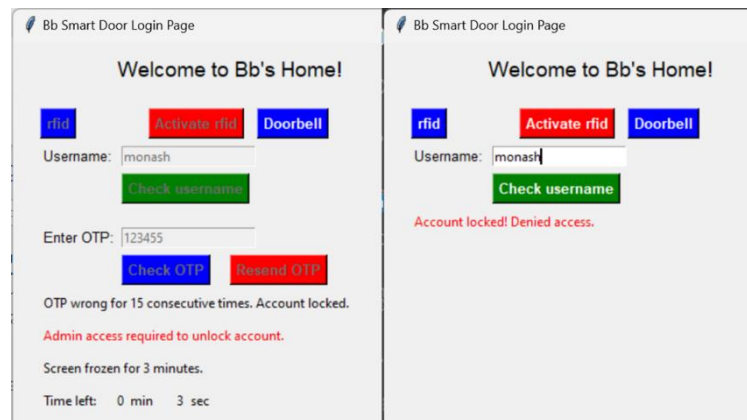 Bb Smart Door Login Page
Welcome to Bb's Home!
rfid Activate rfid Doorbell
Username: monash
Check username
Enter OTP: 123455
Check OTP Resend OTP
OTP wrong for 15 consecutive times. Account locked.
Admin access required to unlock account.
Screen frozen for 3 minutes.
Time left: 0 min 3 sec
Bb Smart Door Login Page
Welcome to Bb's Home!
rfid Activate rfid Doorbell
Username: monash
Check username
Account locked! Denied access.